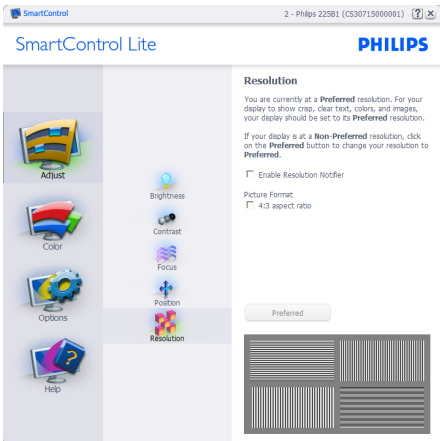 SmartControl
2 - Philips 225B1 (CS30715000001)
SmartControl Lite
PHILIPS
Adjust
Color
Options
Help
Brightness
Contrast
Focus
Position
Resolution
Resolution
You are currently at a Preferred resolution. For your
display to show crisp, clear text, colors, and images,
your display should be set to its Preferred resolution.
If your display is at a Non-Preferred resolution, click
on the Preferred button to change your resolution to
Preferred.
Enable Resolution Notifier
Picture Format
4:3 aspect ratio
Preferred